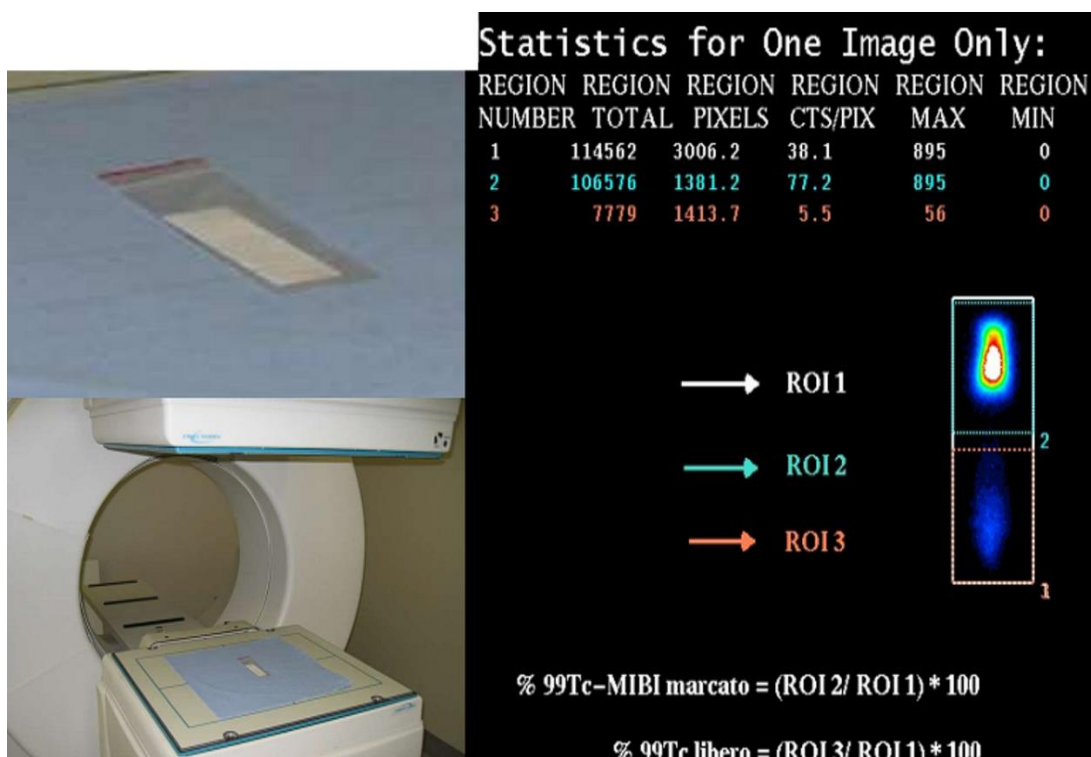 Statistics for One Image Only:
REGION REGION REGION REGION REGION REGION
NUMBER TOTAL PIXELS CTS/PIX MAX MIN
1 114562 3006.2 38.1 895 0
2 106576 1381.2 77.2 895 0
3 7779 1413.7 5.5 56 0
ROI 1
2
ROI 2
ROI 3
% 99Tc-MIBI marcato = (ROI 2/ ROI 1) * 100
% 99Tc libero = (ROI 3/ ROI 1) * 100